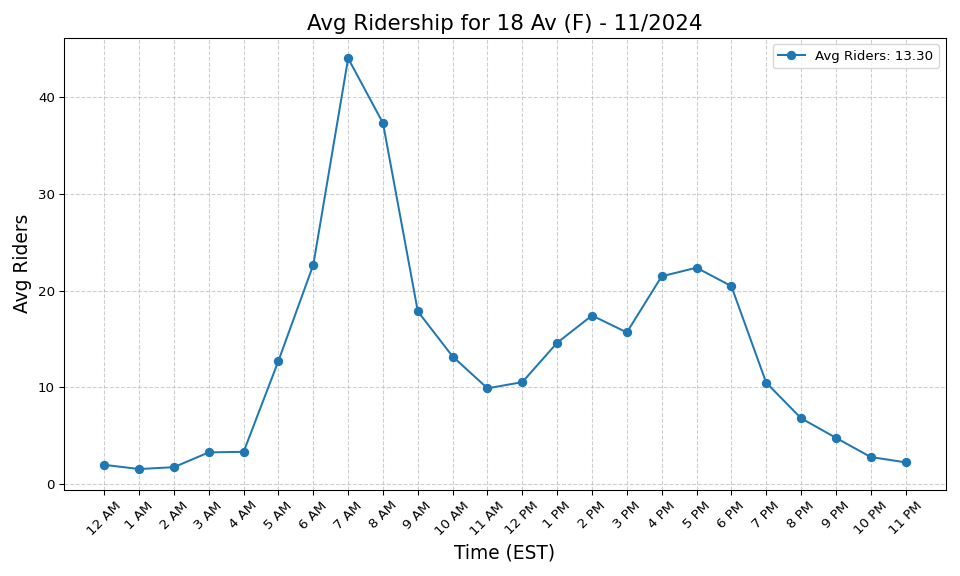 Avg Ridership for 18 Av (F) - 11/2024
Avg Riders: 13.30
Avg Riders
40
30
20
10
0
12 AM
1 AM
2 AM
3 AM
4 AM
5 AM
6 AM
7 AM
8 AM
9 AM
10 AM
11 AM
12 PM
1 PM
2 PM
3 PM
4 PM
5 PM
6 PM
7 PM
8 PM
9 PM
10 PM
11 PM
Time (EST)